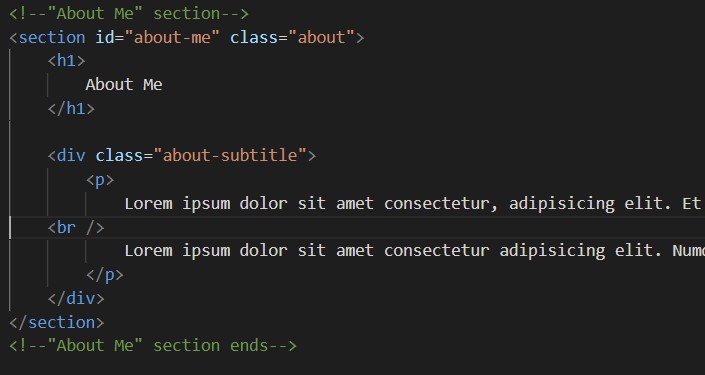 <!--"About Me" section-->
<section id="about-me" class="about">
<h1>
About Me
</h1>
<div class="about-subtitle">
<p>
Lorem ipsum dolor sit amet consectetur, adipisicing elit. Et
<br />
Lorem ipsum dolor sit amet consectetur adipisicing elit.
</p>
</div>
</section>
<!--"About Me" section ends-->